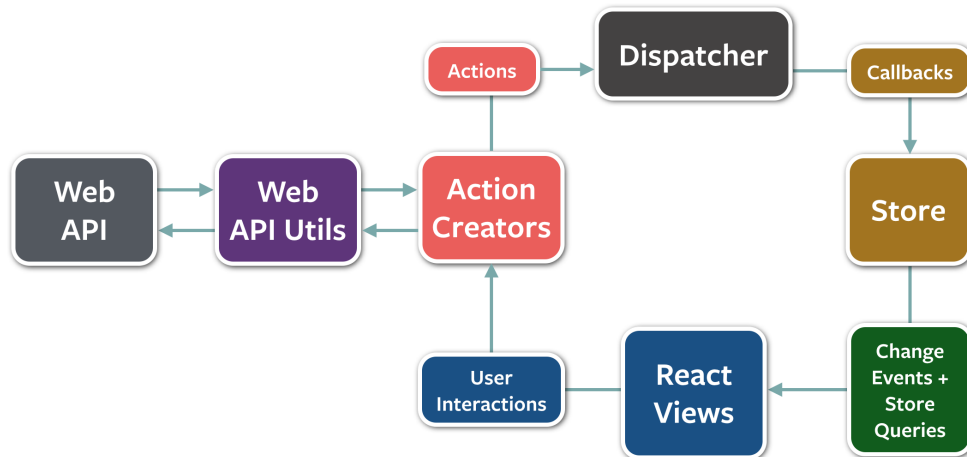 Actions
Dispatcher
Callbacks
Web
API
Web
API Utils
Action
Creators
Store
User
Interactions
React
Views
Change
Events +
Store
Queries